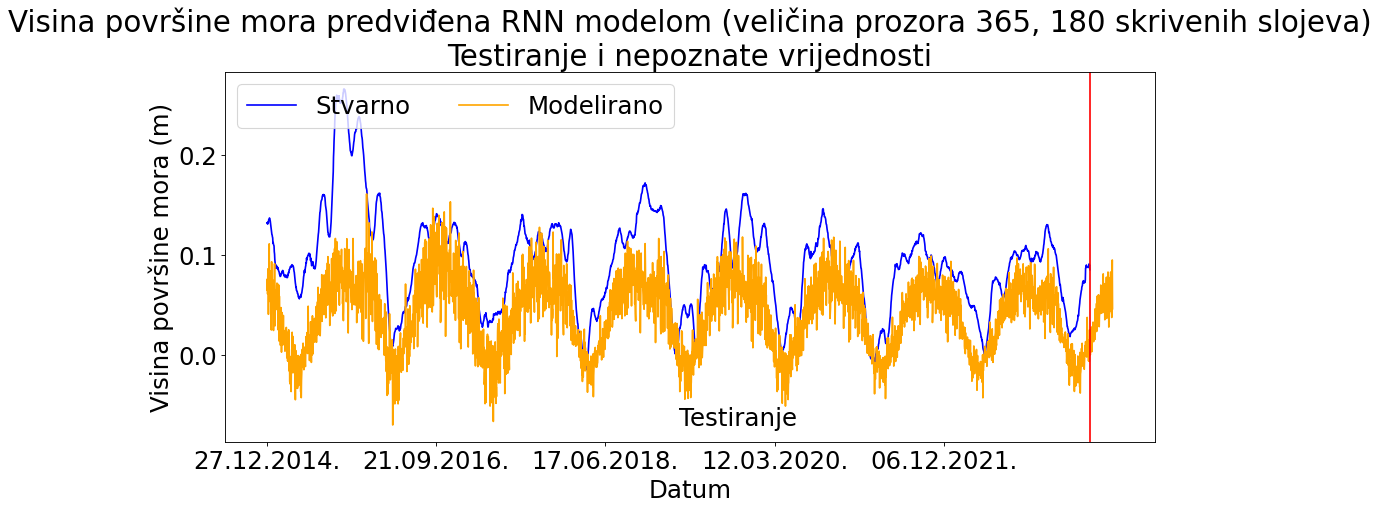 Visina površine mora predviđena RNN modelom (veličina prozora 365, 180 skrivenih slojeva)
Testiranje i nepoznate vrijednosti
Stvarno Modelirano
Visina površine mora (m)
0.2
0.1
0.0
Testiranje
27.12.2014. 21.09.2016. 17.06.2018. 12.03.2020. 06.12.2021.
Datum